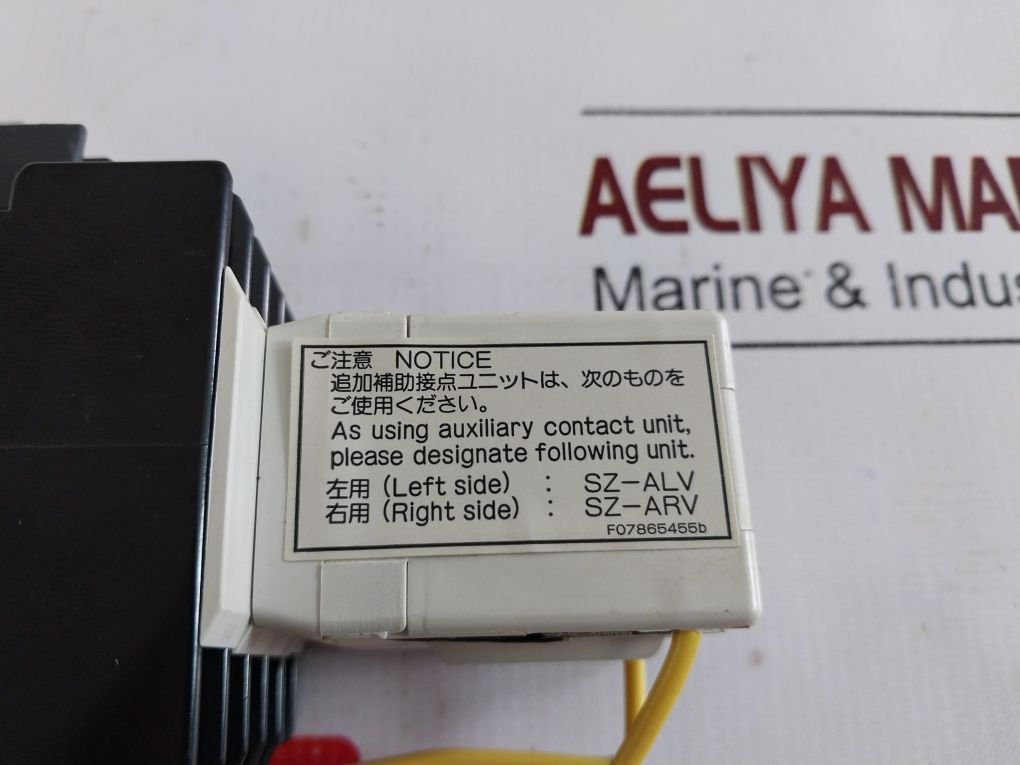 AELIYA MAR
Marine & Indus
ご注意 NOTICE
追加補助接点ユニットは、次のものを
ご使用ください。
As using auxiliary contact unit,
please designate following unit.
左用 (Left side) : SZ-ALV
右用 (Right side) : SZ-ARV
F07865455b